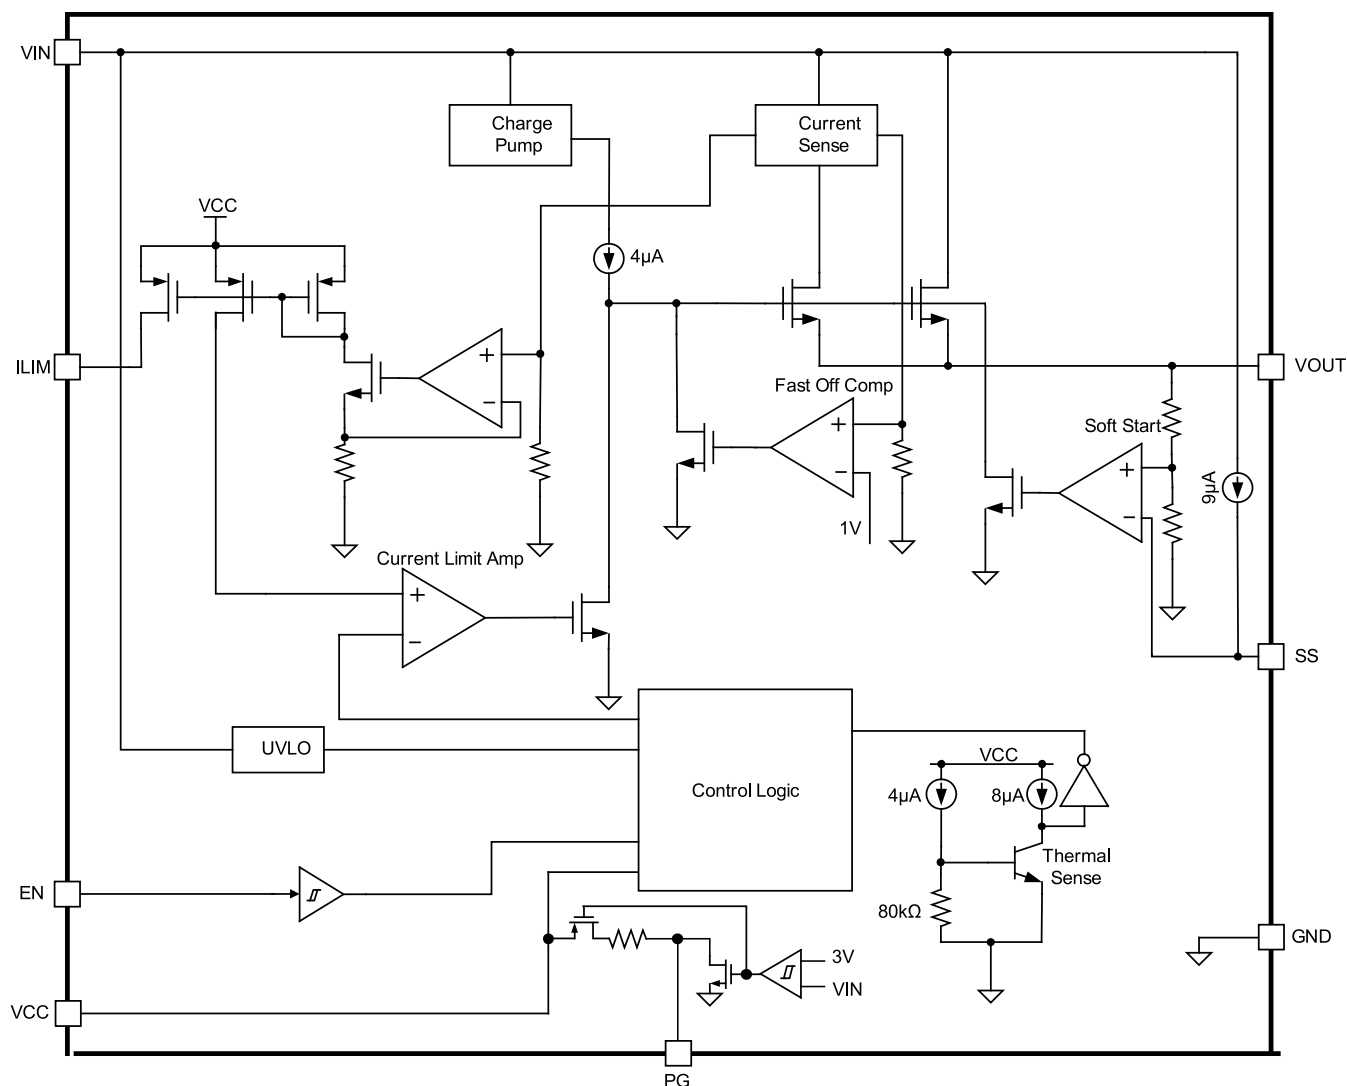 VIN
Charge
Pump
Current
Sense
VCC
4µA
ILIM
VOUT
Fast Off Comp
Soft Start
+
−
+
−
+
−
9µA
1V
Current Limit Amp
+
−
SS
UVLO
Control Logic
VCC
4µA
8µA
Thermal
Sense
EN
80kΩ
GND
3V
VIN
VCC
PG